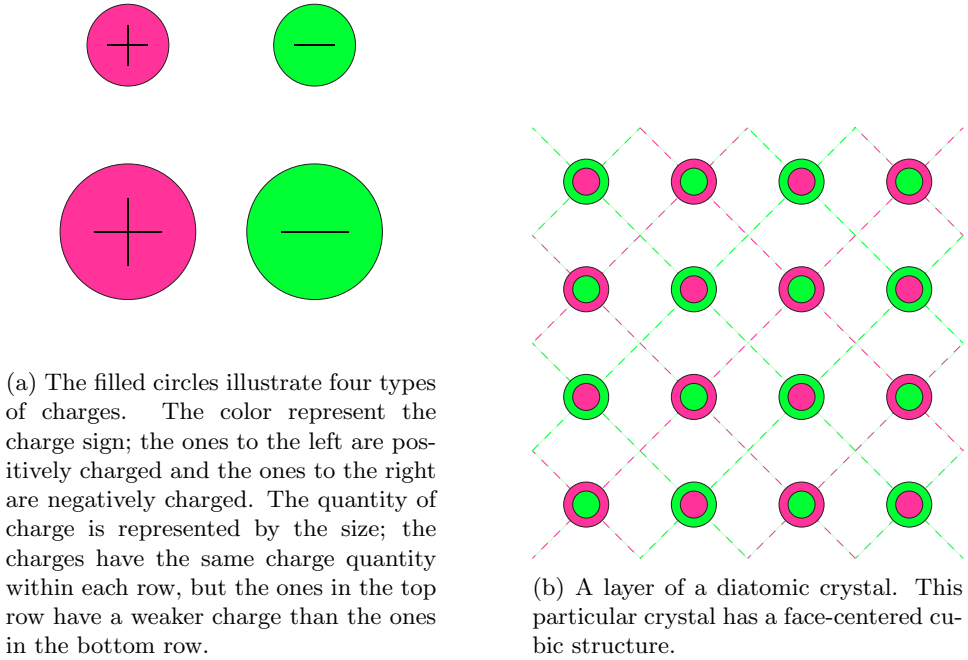 (a) The filled circles illustrate four types
of charges. The color represent the
charge sign; the ones to the left are pos-
itively charged and the ones to the right
are negatively charged. The quantity of
charge is represented by the size; the
charges have the same charge quantity
within each row, but the ones in the top
row have a weaker charge than the ones
in the bottom row.
(b) A layer of a diatomic crystal. This
particular crystal has a face-centered cu-
bic structure.